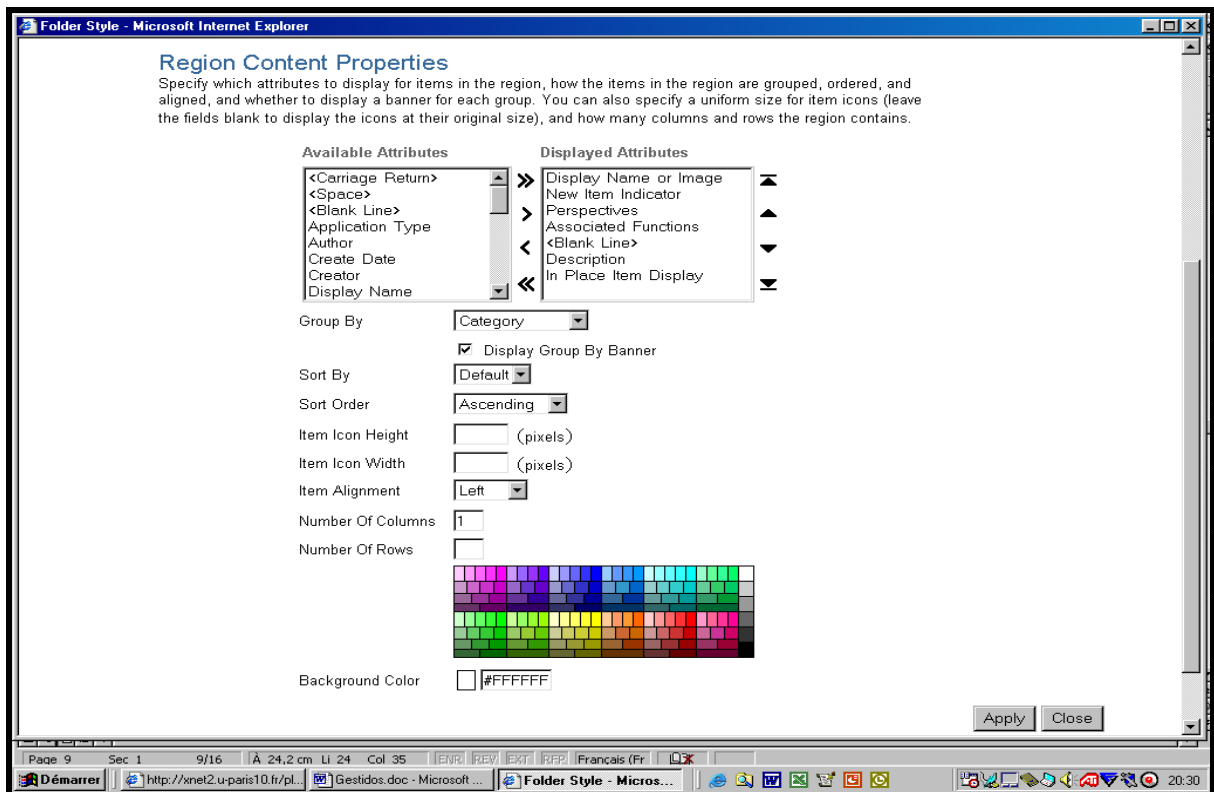 Folder Style - Microsoft Internet Explorer
Region Content Properties
Specify which attributes to display for items in the region, how the items in the region are grouped, ordered, and
aligned, and whether to display a banner for each group. You can also specify a uniform size for item icons (leave
the fields blank to display the icons at their original size), and how many columns and rows the region contains.
Available Attributes
<Carriage Return>
<Space>
<Blank Line>
Application Type
Author
Create Date
Creator
Display Name
Displayed Attributes
Display Name or Image
New Item Indicator
Perspectives
Associated Functions
<Blank Line>
Description
In Place Item Display
Group By Category
Display Group By Banner
Sort By Default
Sort Order Ascending
Item Icon Height (pixels)
Item Icon Width (pixels)
Item Alignment Left
Number Of Columns 1
Number Of Rows
Background Color #FFFFFF
Apply Close
Page 9 Sec 1 9/16 À 24,2 cm Li 24 Col 35 ENR REV EXT RFP Français (Fr
Démarrer http://xnet2.u-paris10.fr/pl... Gestidos.doc - Microsoft ... Folder Style - Micros... 20:30